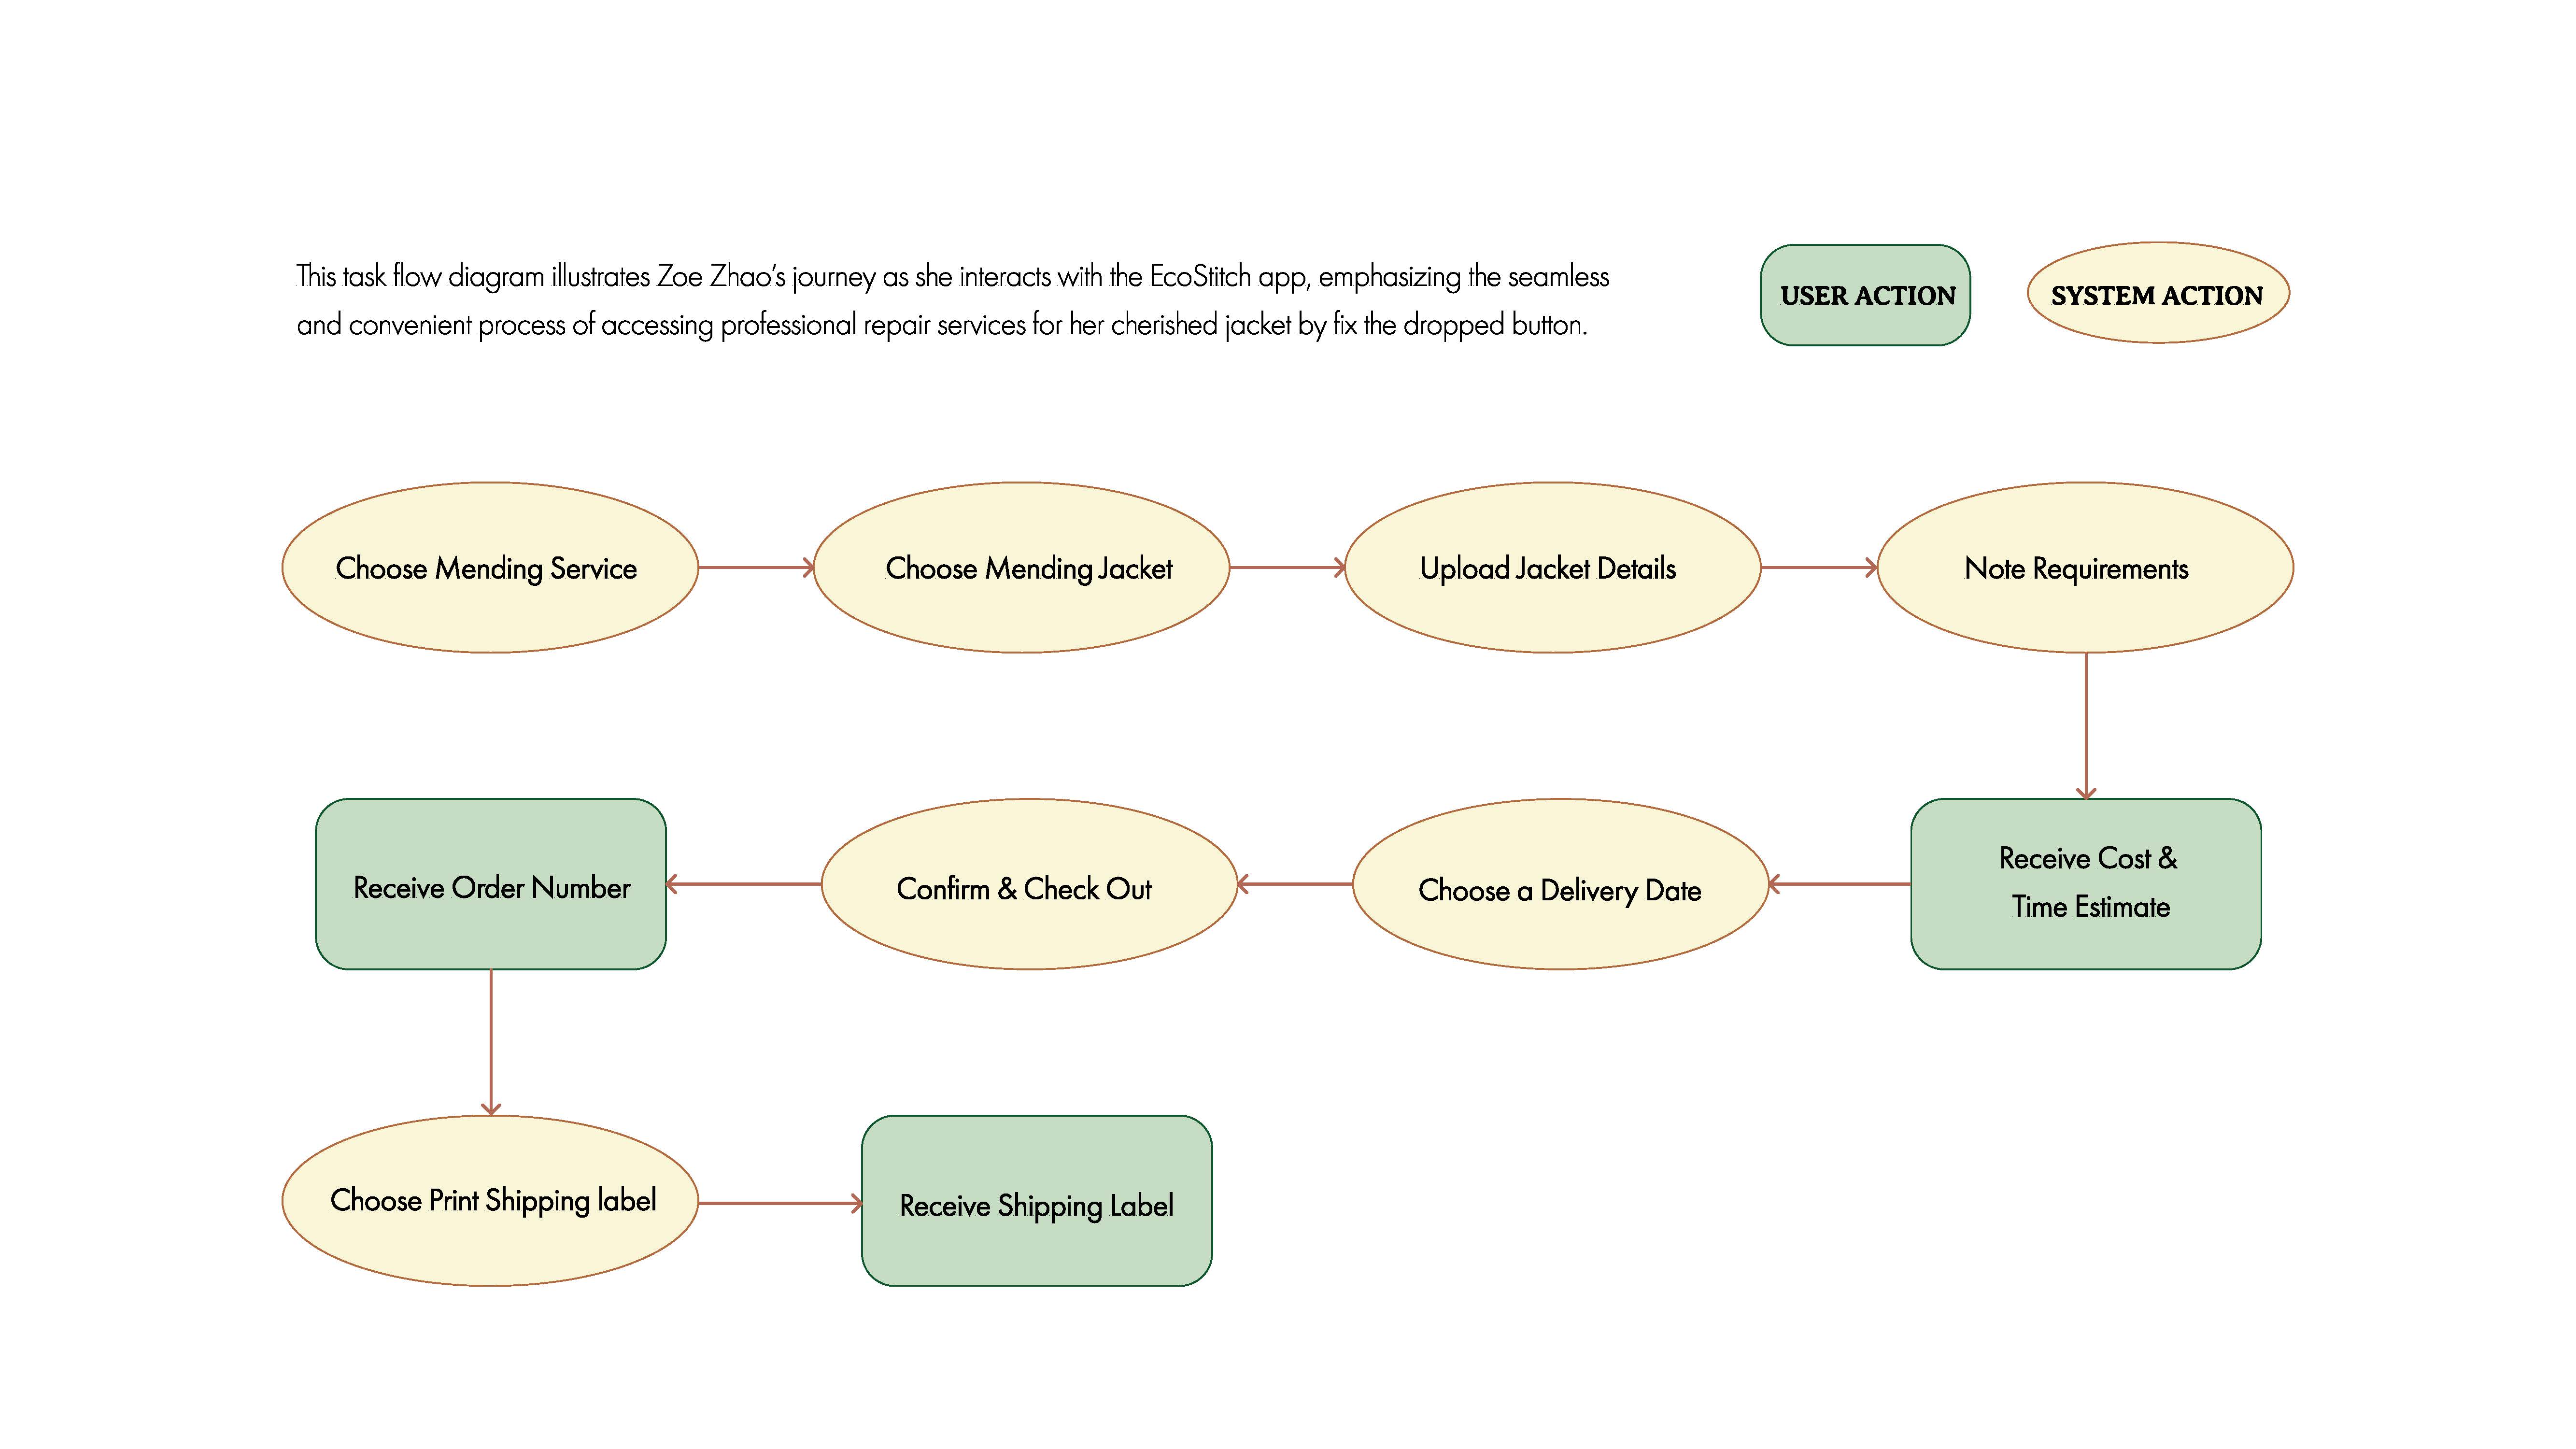 This task flow diagram illustrates Zoe Zhao's journey as she interacts with the EcoStitch app, emphasizing the seamless
and convenient process of accessing professional repair services for her cherished jacket by fix the dropped button.
USER ACTION
SYSTEM ACTION
Choose Mending Service
Choose Mending Jacket
Upload Jacket Details
Note Requirements
Receive Cost &
Time Estimate
Choose a Delivery Date
Confirm & Check Out
Receive Order Number
Choose Print Shipping label
Receive Shipping Label